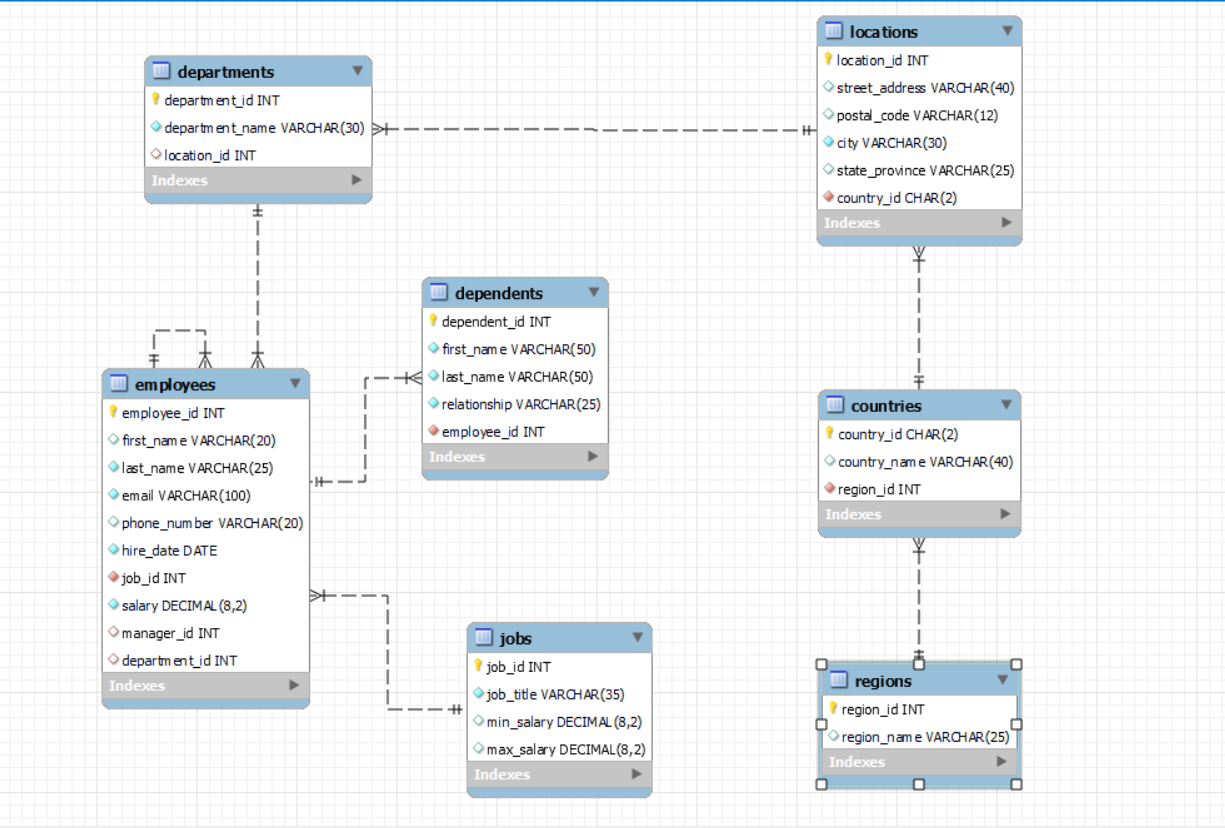 departments
department_id INT
department_name VARCHAR(30)
location_id INT
Indexes
locations
location_id INT
street_address VARCHAR(40)
postal_code VARCHAR(12)
city VARCHAR(30)
state_province VARCHAR(25)
country_id CHAR(2)
Indexes
dependents
dependent_id INT
first_name VARCHAR(50)
last_name VARCHAR(50)
relationship VARCHAR(25)
employee_id INT
Indexes
employees
employee_id INT
first_name VARCHAR(20)
last_name VARCHAR(25)
email VARCHAR(100)
phone_number VARCHAR(20)
hire_date DATE
job_id INT
salary DECIMAL(8,2)
manager_id INT
department_id INT
Indexes
countries
country_id CHAR(2)
country_name VARCHAR(40)
region_id INT
Indexes
jobs
job_id INT
job_title VARCHAR(35)
min_salary DECIMAL(8,2)
max_salary DECIMAL(8,2)
Indexes
regions
region_id INT
region_name VARCHAR(25)
Indexes